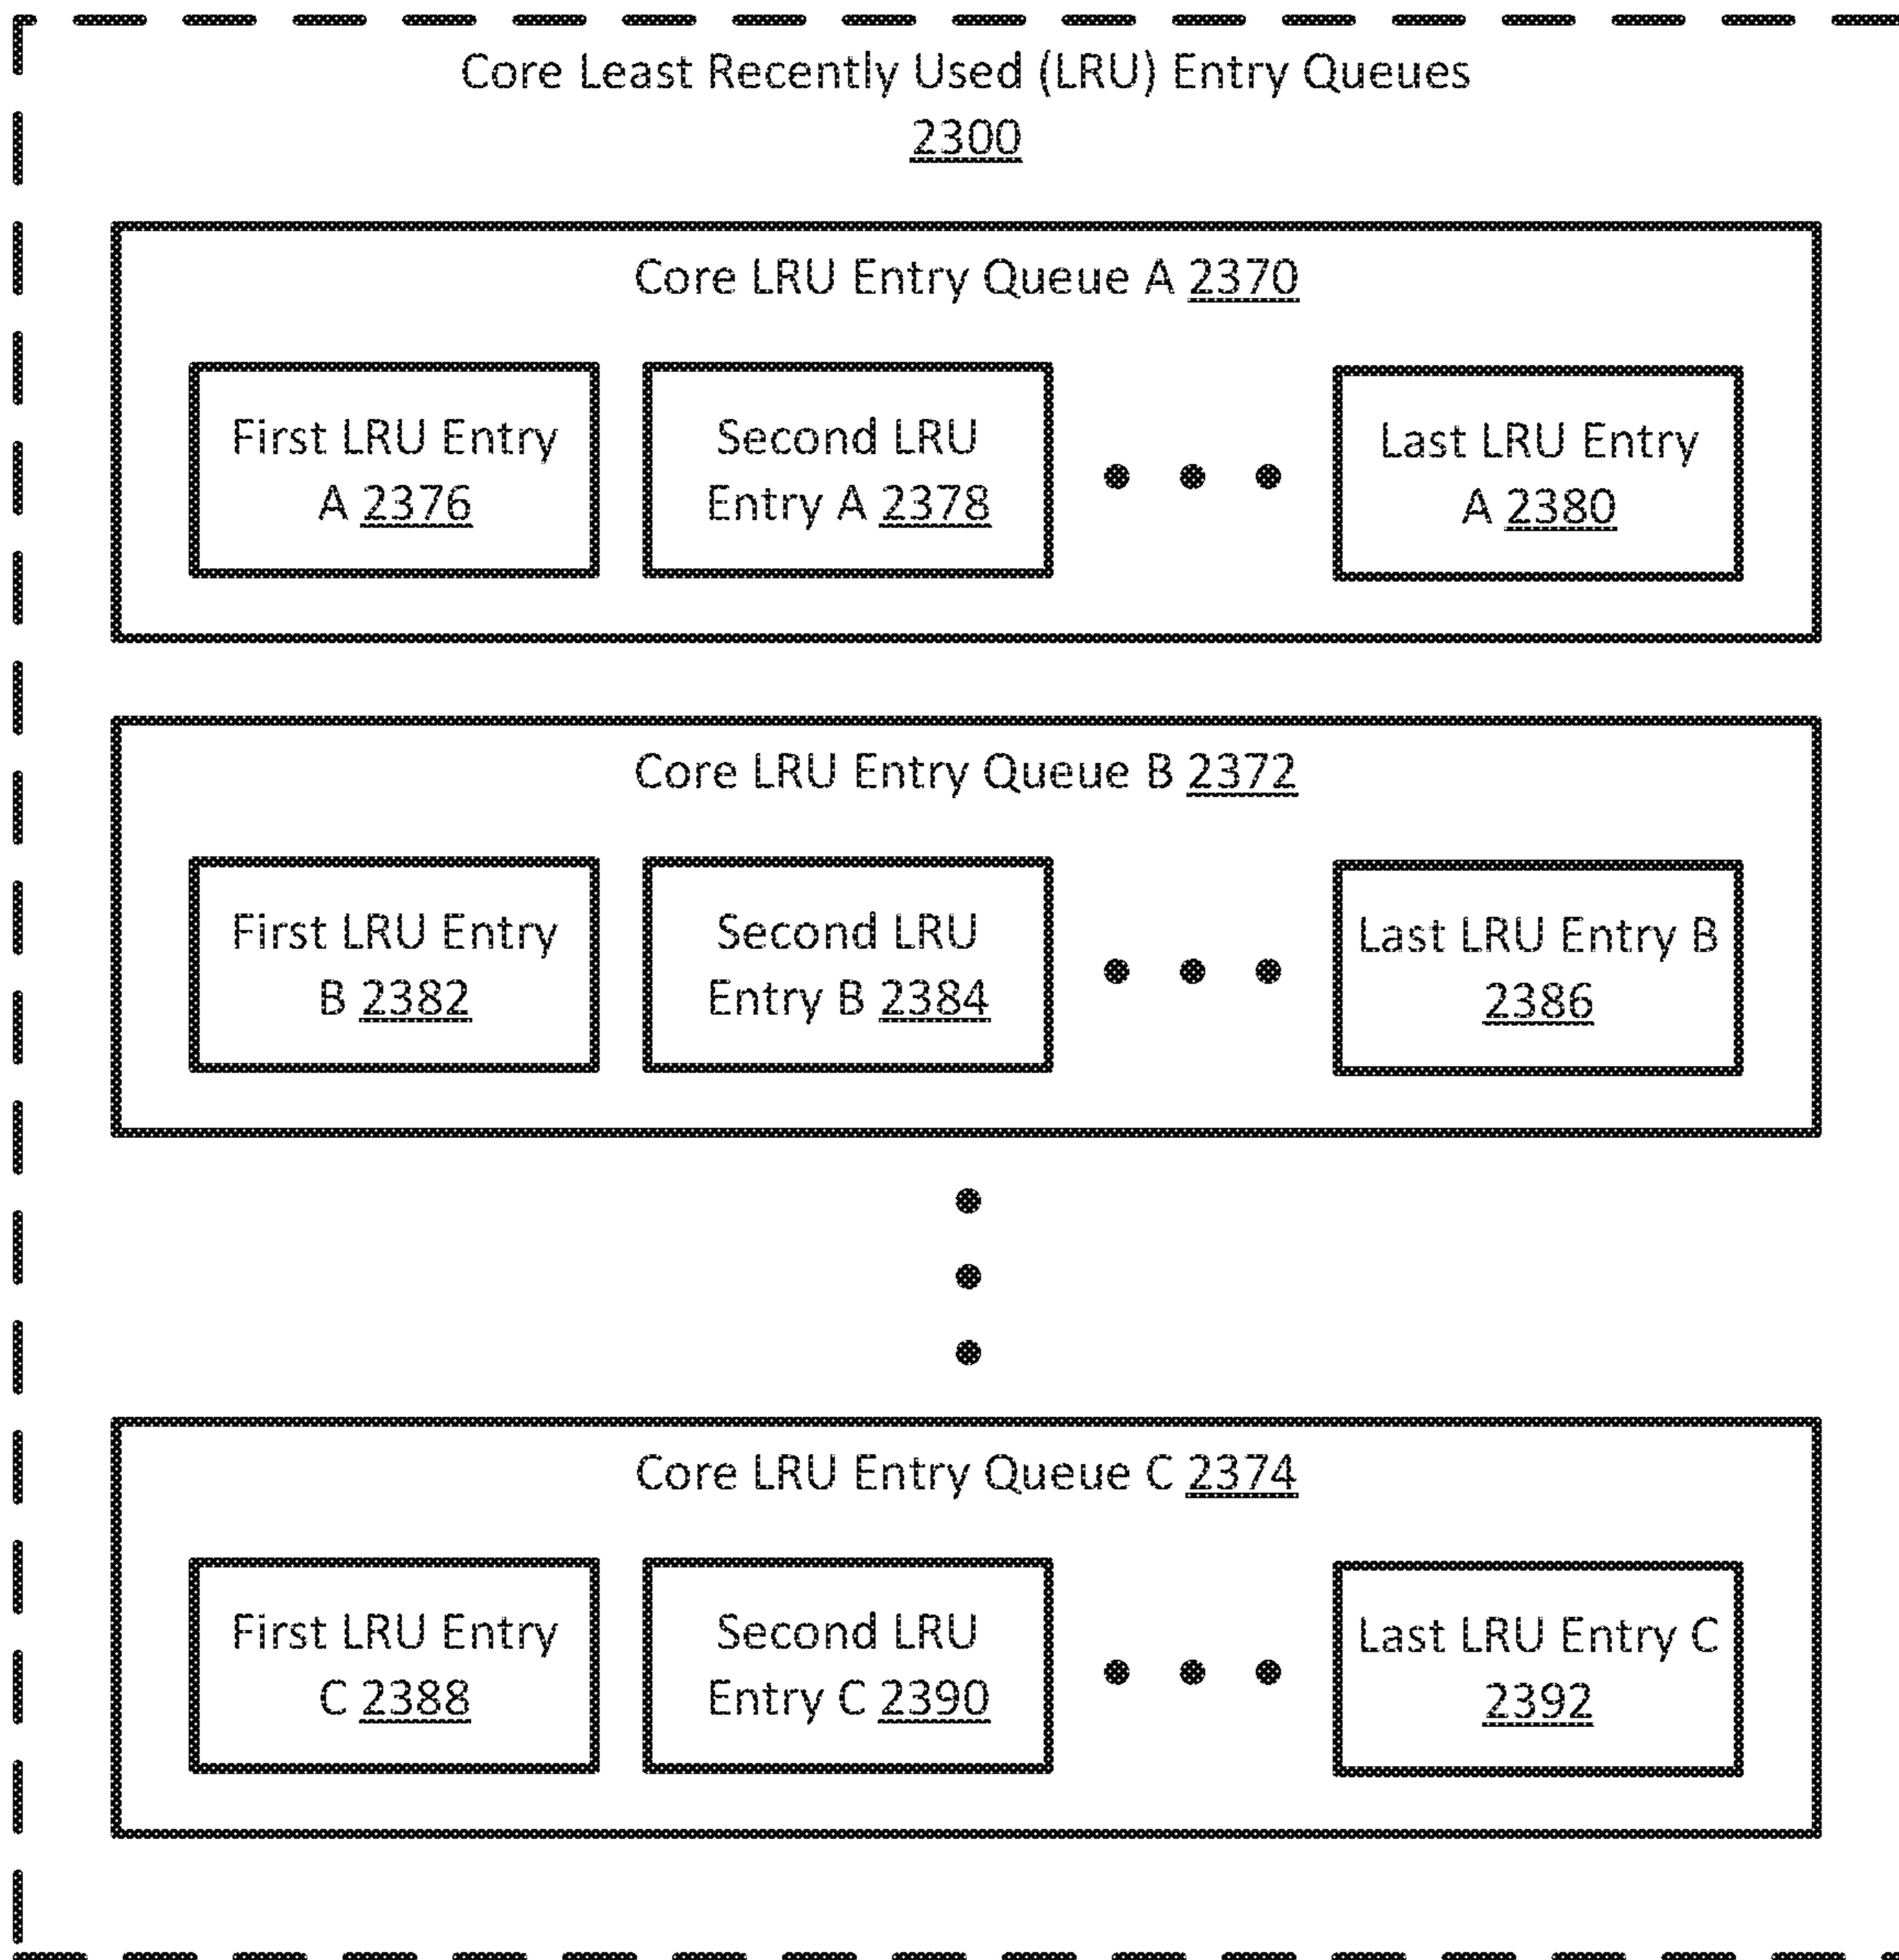 Core Least Recently Used (LRU) Entry Queues
2300
Core LRU Entry Queue A 2370
First LRU Entry
A 2376
Second LRU
Entry A 2378
Last LRU Entry
A 2380
Core LRU Entry Queue B 2372
First LRU Entry
B 2382
Second LRU
Entry B 2384
Last LRU Entry B
2386
Core LRU Entry Queue C 2374
First LRU Entry
C 2388
Second LRU
Entry C 2390
Last LRU Entry C
2392